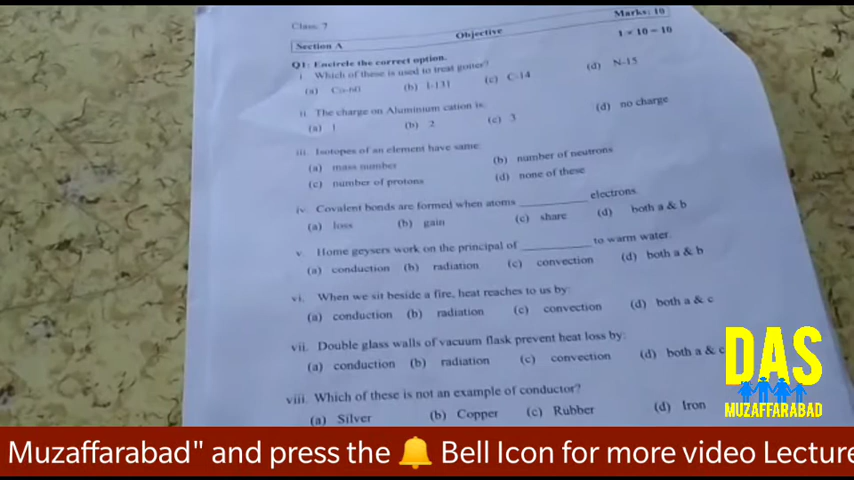 Class: 7
Marks: 10
Section A
Objective
1 × 10 = 10
Q1: Encircle the correct option.
i. Which of these is used to treat goiter?
(a) Co-60 (b) I-131 (c) C-14 (d) N-15
ii. The charge on Aluminium cation is:
(a) 1 (b) 2 (c) 3 (d) no charge
iii. Isotopes of an element have same
(a) mass number (b) number of neutrons
(c) number of protons (d) none of these
iv. Covalent bonds are formed when atoms __________ electrons.
(a) loss (b) gain (c) share (d) both a & b
v. Home geysers work on the principal of __________ to warm water.
(a) conduction (b) radiation (c) convection (d) both a & b
vi. When we sit beside a fire, heat reaches to us by:
(a) conduction (b) radiation (c) convection (d) both a & c
vii. Double glass walls of vacuum flask prevent heat loss by:
(a) conduction (b) radiation (c) convection (d) both a & c
viii. Which of these is not an example of conductor?
(a) Silver (b) Copper (c) Rubber (d) Iron
DAS
MUZAFFARABAD
Muzaffarabad" and press the 🔔 Bell Icon for more video Lecture